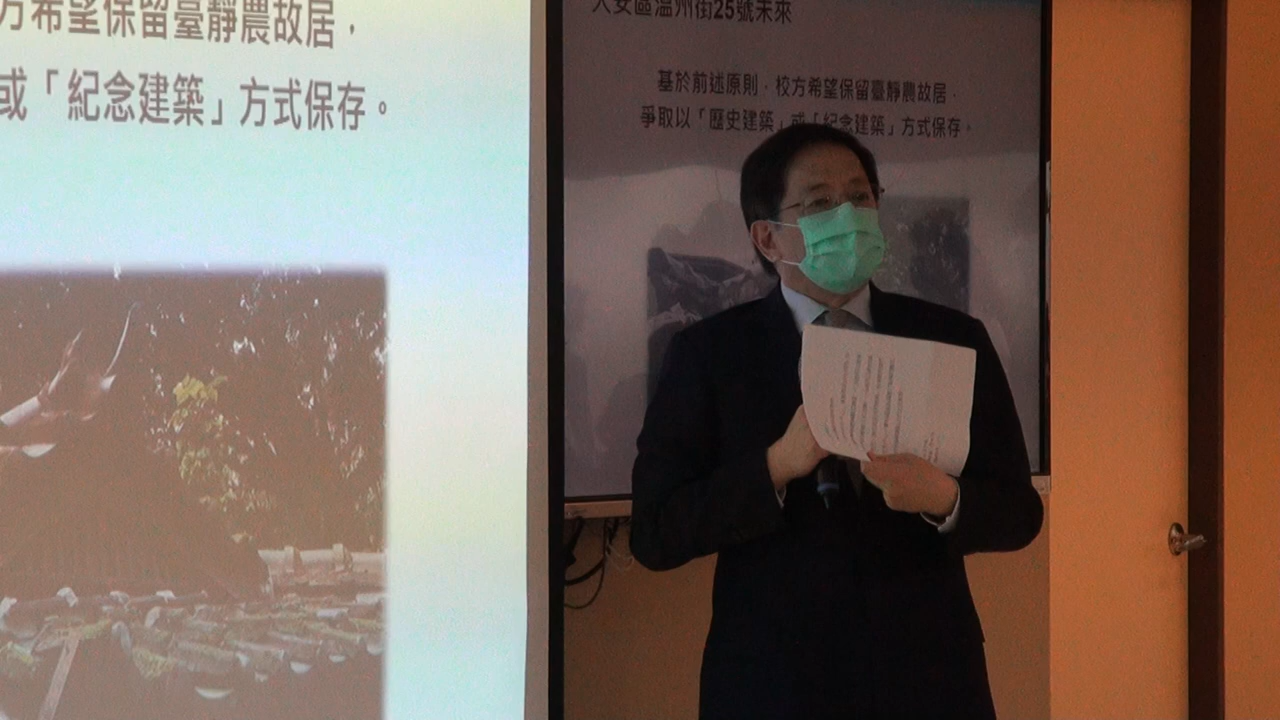 方希望保留臺靜農故居，
或「紀念建築」方式保存。
大安區溫州街25號未來
基於前述原則，校方希望保留臺靜農故居，
爭取以「歷史建築」或「紀念建築」方式保存。